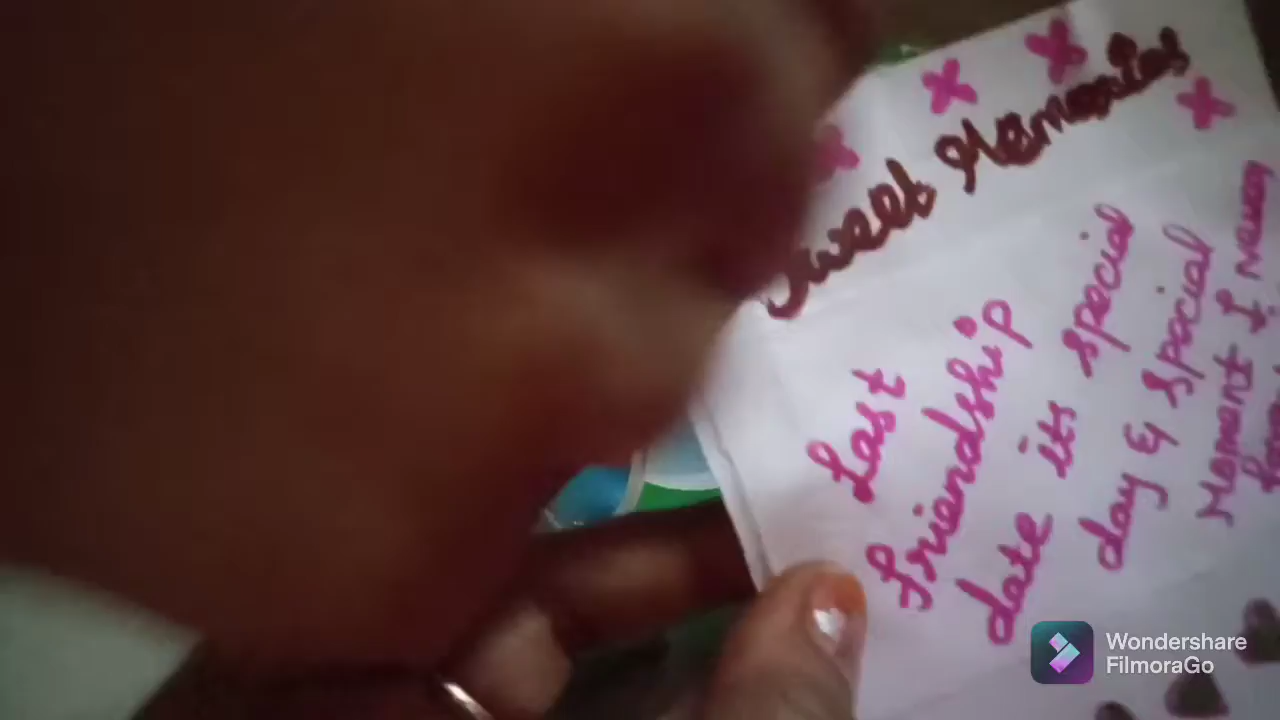 Sweet Memories
Last
Friendship
date its special
day & special
Moment I never
Wondershare
FilmoraGo